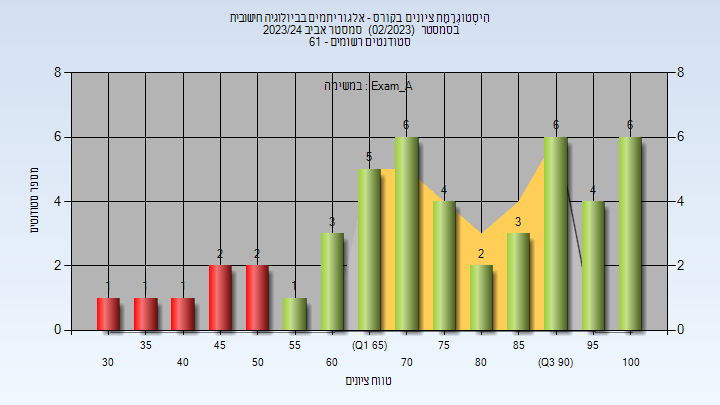 היסטוגרמת ציונים בקורס - אלגוריתמים בביולוגיה חישובית
בסמסטר (02/2023) סמסטר אביב 2023/24
סטודנטים רשומים - 61
במשימה : Exam_A
מספר סטודנטים
8 8
6 6
4 4
2 2
0 0
1 1 1 2 2 1 3 5 6 4 2 3 6 4 6
35 45 55 (Q1 65) 75 85 95
30 40 50 60 70 80 (Q3 90) 100
טווח ציונים